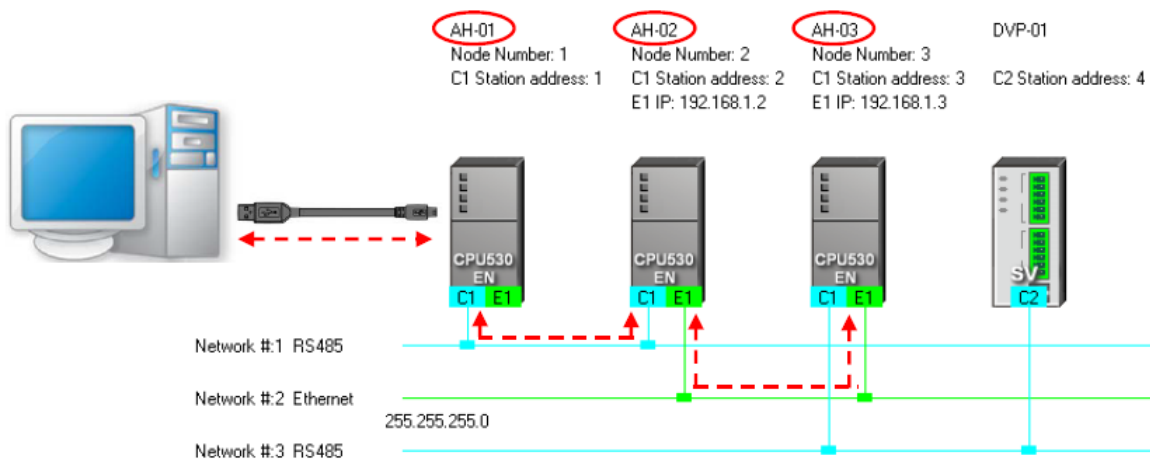 AH-01
Node Number: 1
C1 Station address: 1
AH-02
Node Number: 2
C1 Station address: 2
E1 IP: 192.168.1.2
AH-03
Node Number: 3
C1 Station address: 3
E1 IP: 192.168.1.3
DVP-01
C2 Station address: 4
CPU530
EN
C1 E1
CPU530
EN
C1 E1
CPU530
EN
C1 E1
SV
C2
Network #:1 RS485
Network #:2 Ethernet
255.255.255.0
Network #:3 RS485